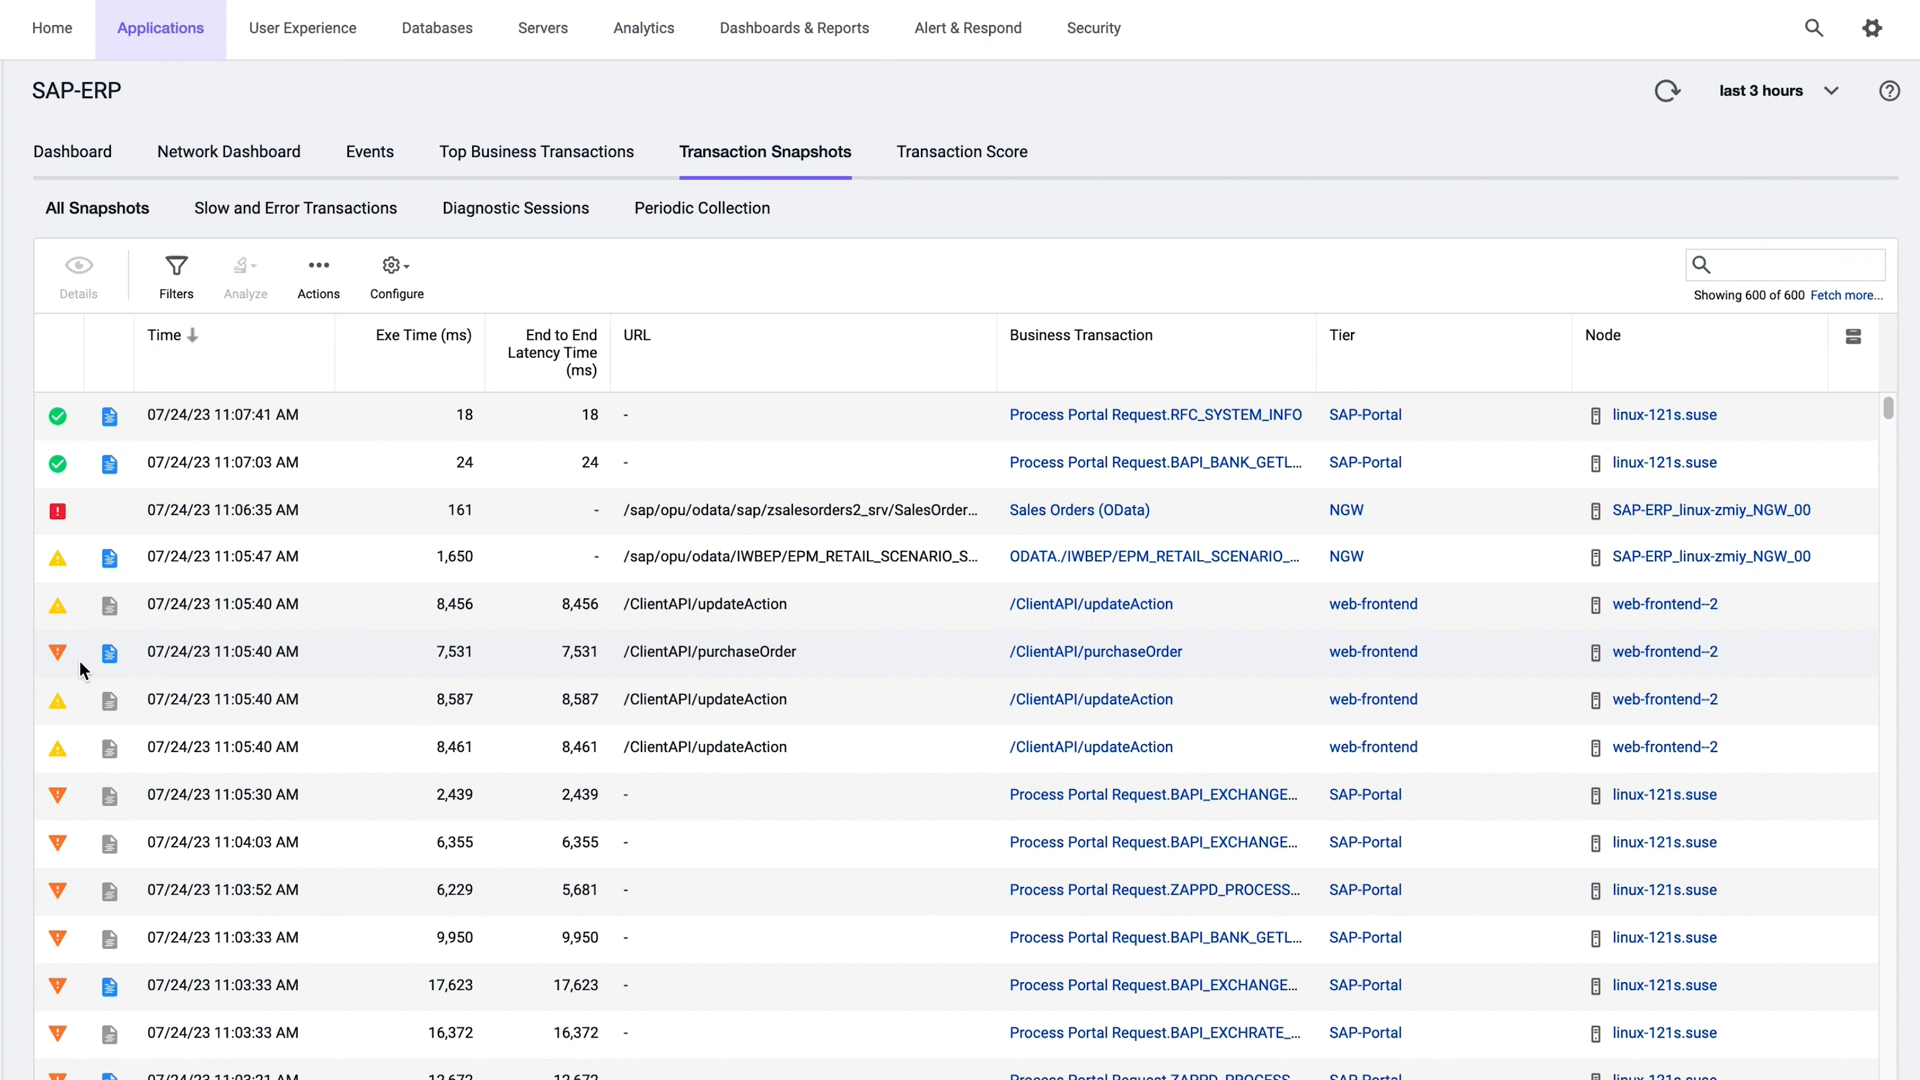 Home Applications User Experience Databases Servers Analytics Dashboards & Reports Alert & Respond Security
SAP-ERP last 3 hours
Dashboard Network Dashboard Events Top Business Transactions Transaction Snapshots Transaction Score
All Snapshots Slow and Error Transactions Diagnostic Sessions Periodic Collection
Details Filters Analyze Actions Configure
Showing 600 of 600 Fetch more...
Time Exe Time (ms) End to End Latency Time (ms) URL Business Transaction Tier Node
07/24/23 11:07:41 AM 18 18 - Process Portal Request.RFC_SYSTEM_INFO SAP-Portal linux-121s.suse
07/24/23 11:07:03 AM 24 24 - Process Portal Request.BAPI_BANK_GETL... SAP-Portal linux-121s.suse
07/24/23 11:06:35 AM 161 - /sap/opu/odata/sap/zsalesorders2_srv/SalesOrder... Sales Orders (OData) NGW SAP-ERP_linux-zmiy_NGW_00
07/24/23 11:05:47 AM 1,650 - /sap/opu/odata/IWBEP/EPM_RETAIL_SCENARIO_S... ODATA./IWBEP/EPM_RETAIL_SCENARIO_... NGW SAP-ERP_linux-zmiy_NGW_00
07/24/23 11:05:40 AM 8,456 8,456 /ClientAPI/updateAction /ClientAPI/updateAction web-frontend web-frontend--2
07/24/23 11:05:40 AM 7,531 7,531 /ClientAPI/purchaseOrder /ClientAPI/purchaseOrder web-frontend web-frontend--2
07/24/23 11:05:40 AM 8,587 8,587 /ClientAPI/updateAction /ClientAPI/updateAction web-frontend web-frontend--2
07/24/23 11:05:40 AM 8,461 8,461 /ClientAPI/updateAction /ClientAPI/updateAction web-frontend web-frontend--2
07/24/23 11:05:30 AM 2,439 2,439 - Process Portal Request.BAPI_EXCHANGE... SAP-Portal linux-121s.suse
07/24/23 11:04:03 AM 6,355 6,355 - Process Portal Request.BAPI_EXCHANGE... SAP-Portal linux-121s.suse
07/24/23 11:03:52 AM 6,229 5,681 - Process Portal Request.ZAPPD_PROCESS... SAP-Portal linux-121s.suse
07/24/23 11:03:33 AM 9,950 9,950 - Process Portal Request.BAPI_BANK_GETL... SAP-Portal linux-121s.suse
07/24/23 11:03:33 AM 17,623 17,623 - Process Portal Request.BAPI_EXCHANGE... SAP-Portal linux-121s.suse
07/24/23 11:03:33 AM 16,372 16,372 - Process Portal Request.BAPI_EXCHRATE_... SAP-Portal linux-121s.suse